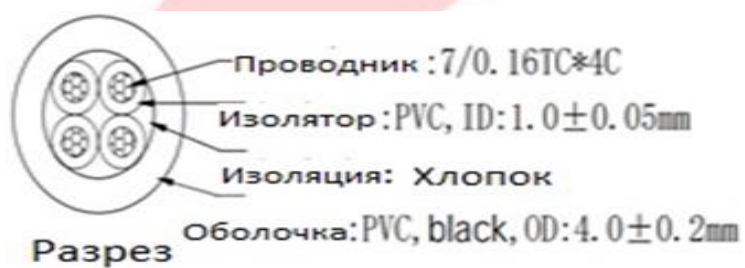 Проводник :7/0.16TC*4C
Изолятор:PVC, ID:1.0±0.05mm
Изоляция: Хлопок
Оболочка:PVC, black, OD:4.0±0.2mm
Разрез